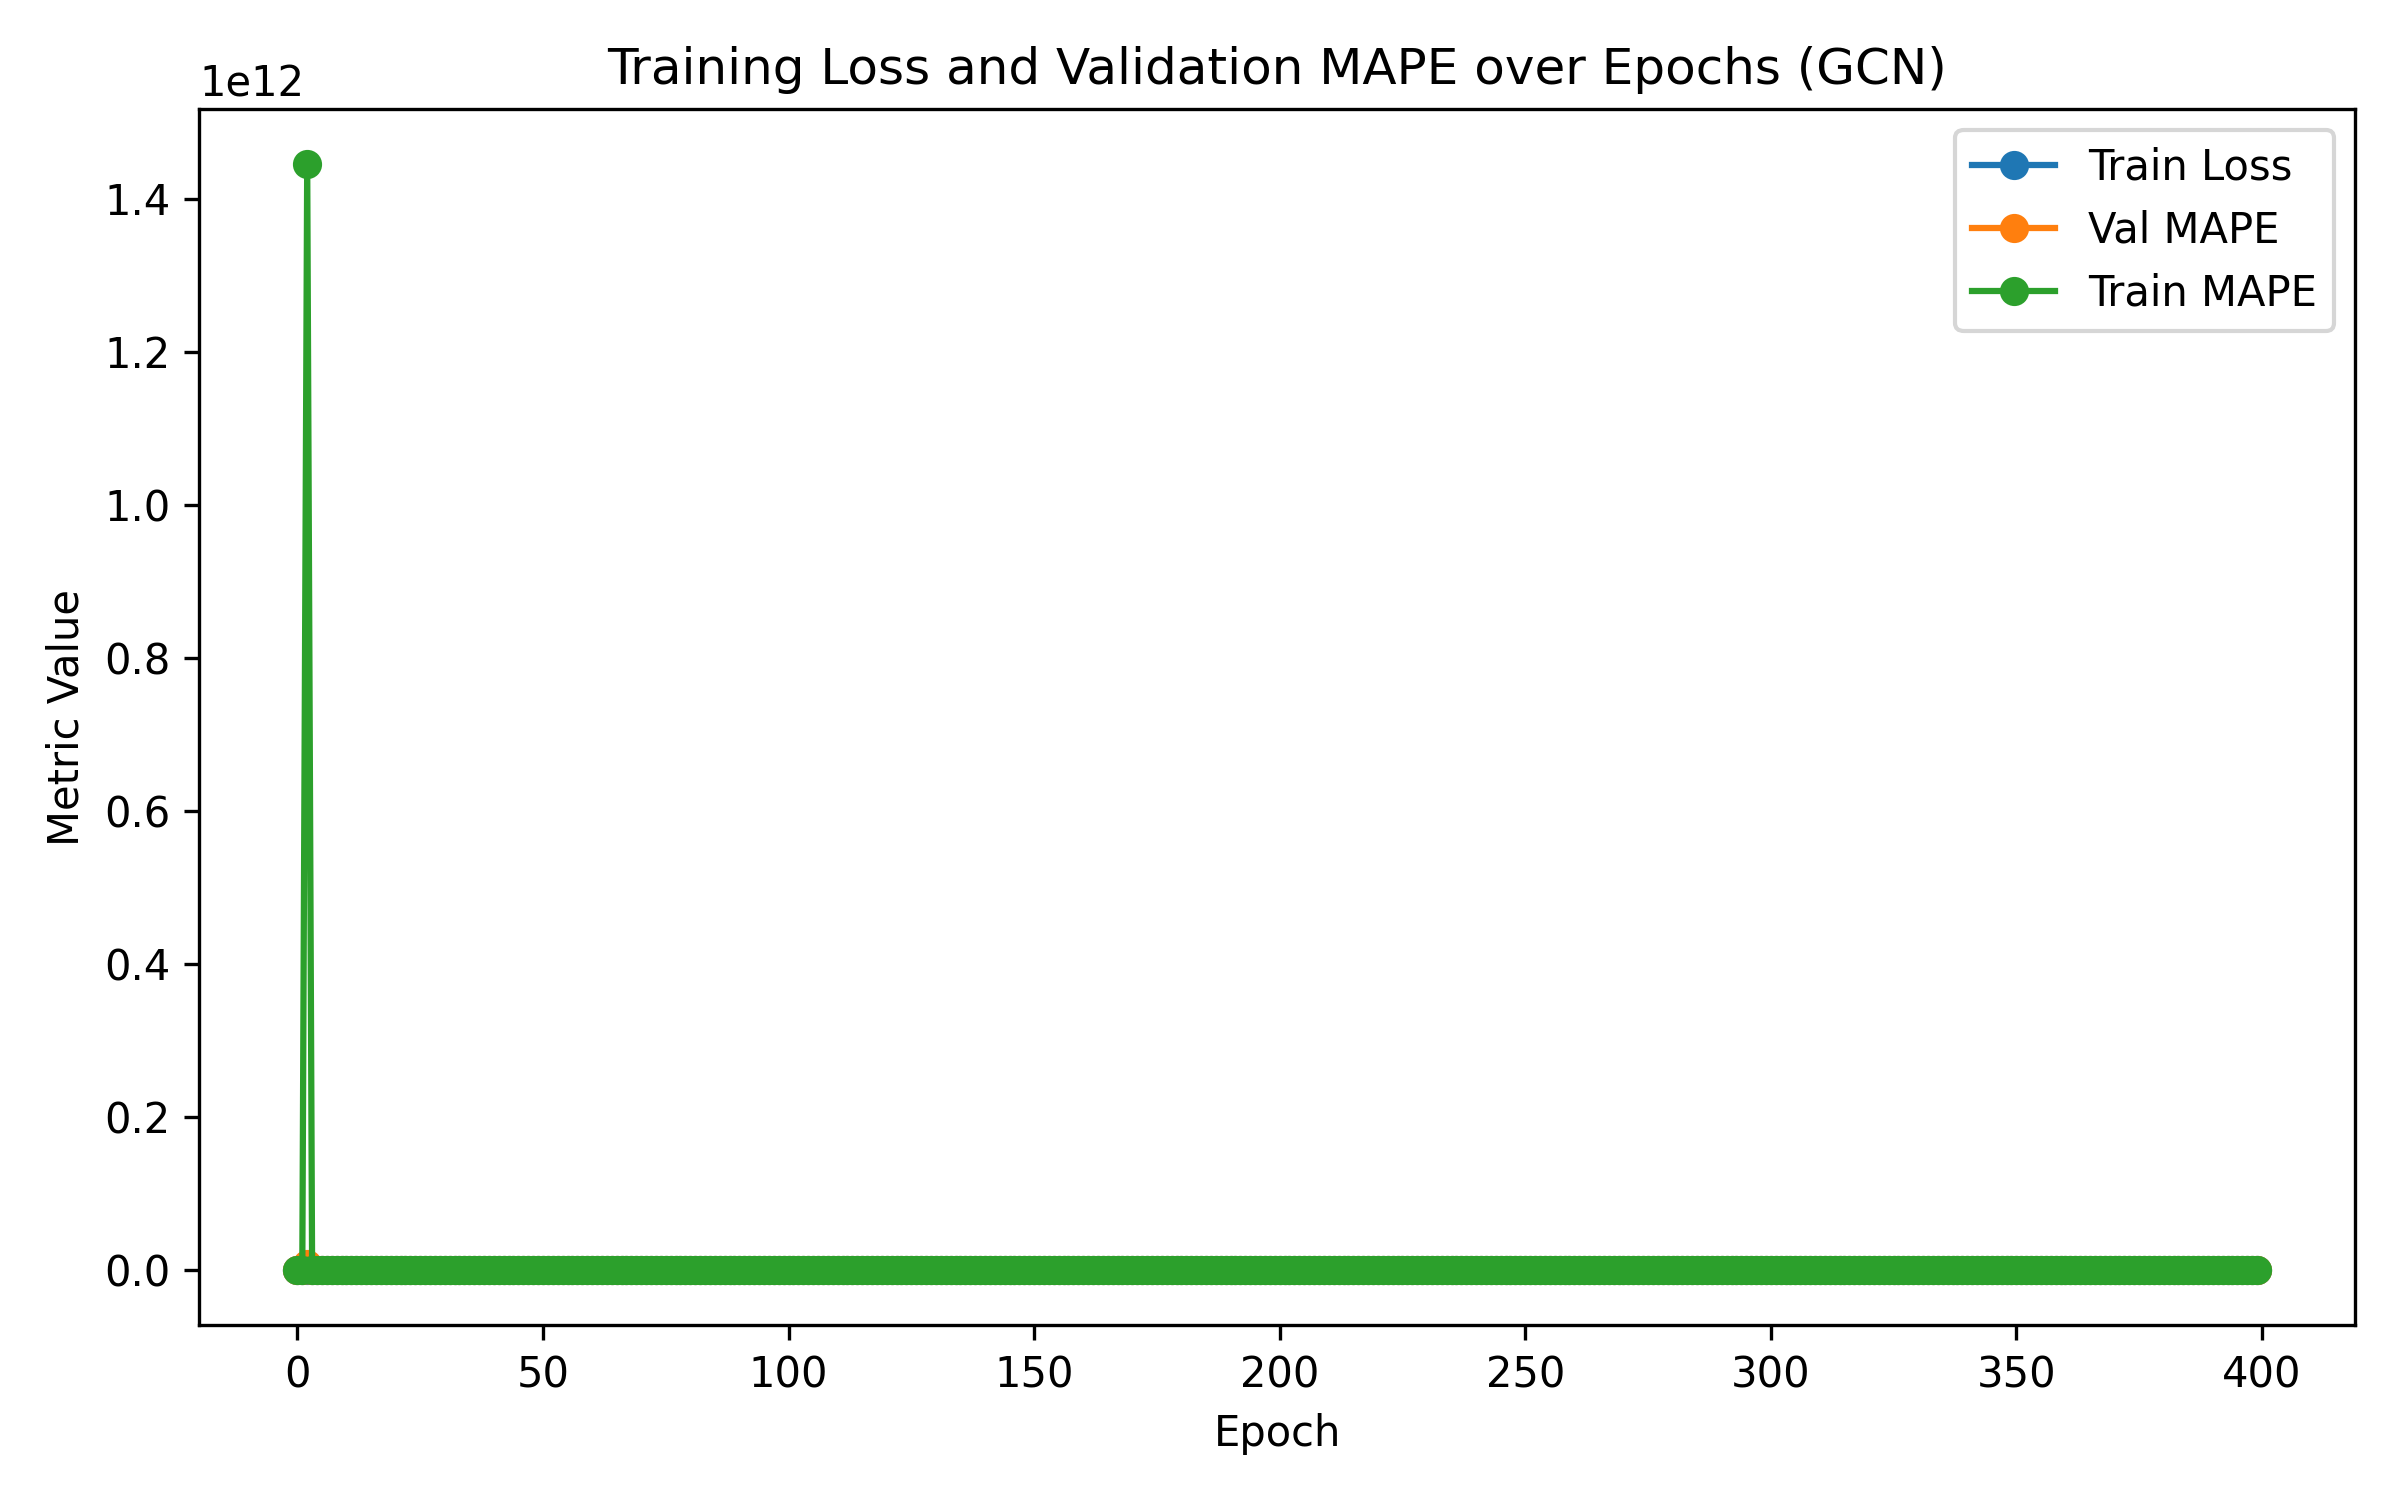 Training Loss and Validation MAPE over Epochs (GCN)
1e12
Train Loss
Val MAPE
Train MAPE
1.4
1.2
1.0
0.8
0.6
0.4
0.2
0.0
Metric Value
0 50 100 150 200 250 300 350 400
Epoch